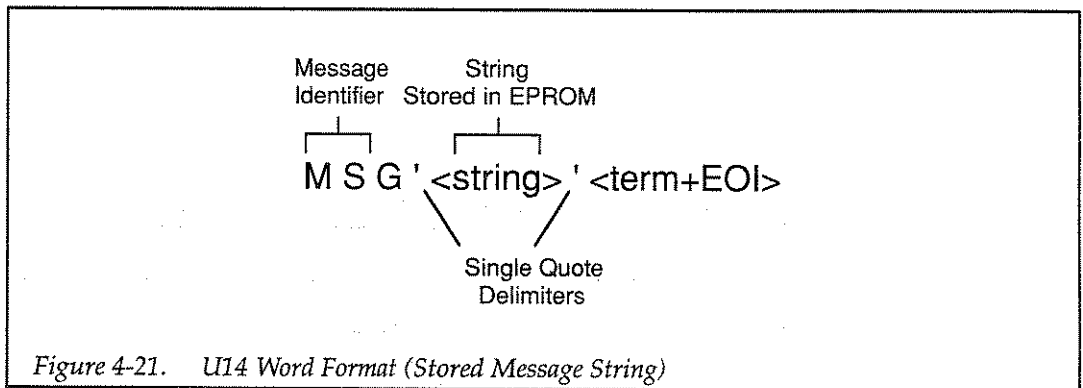 Message String
Identifier Stored in EPROM
M S G ' <string> ' <term+EOI>
Single Quote
Delimiters
Figure 4-21. U14 Word Format (Stored Message String)